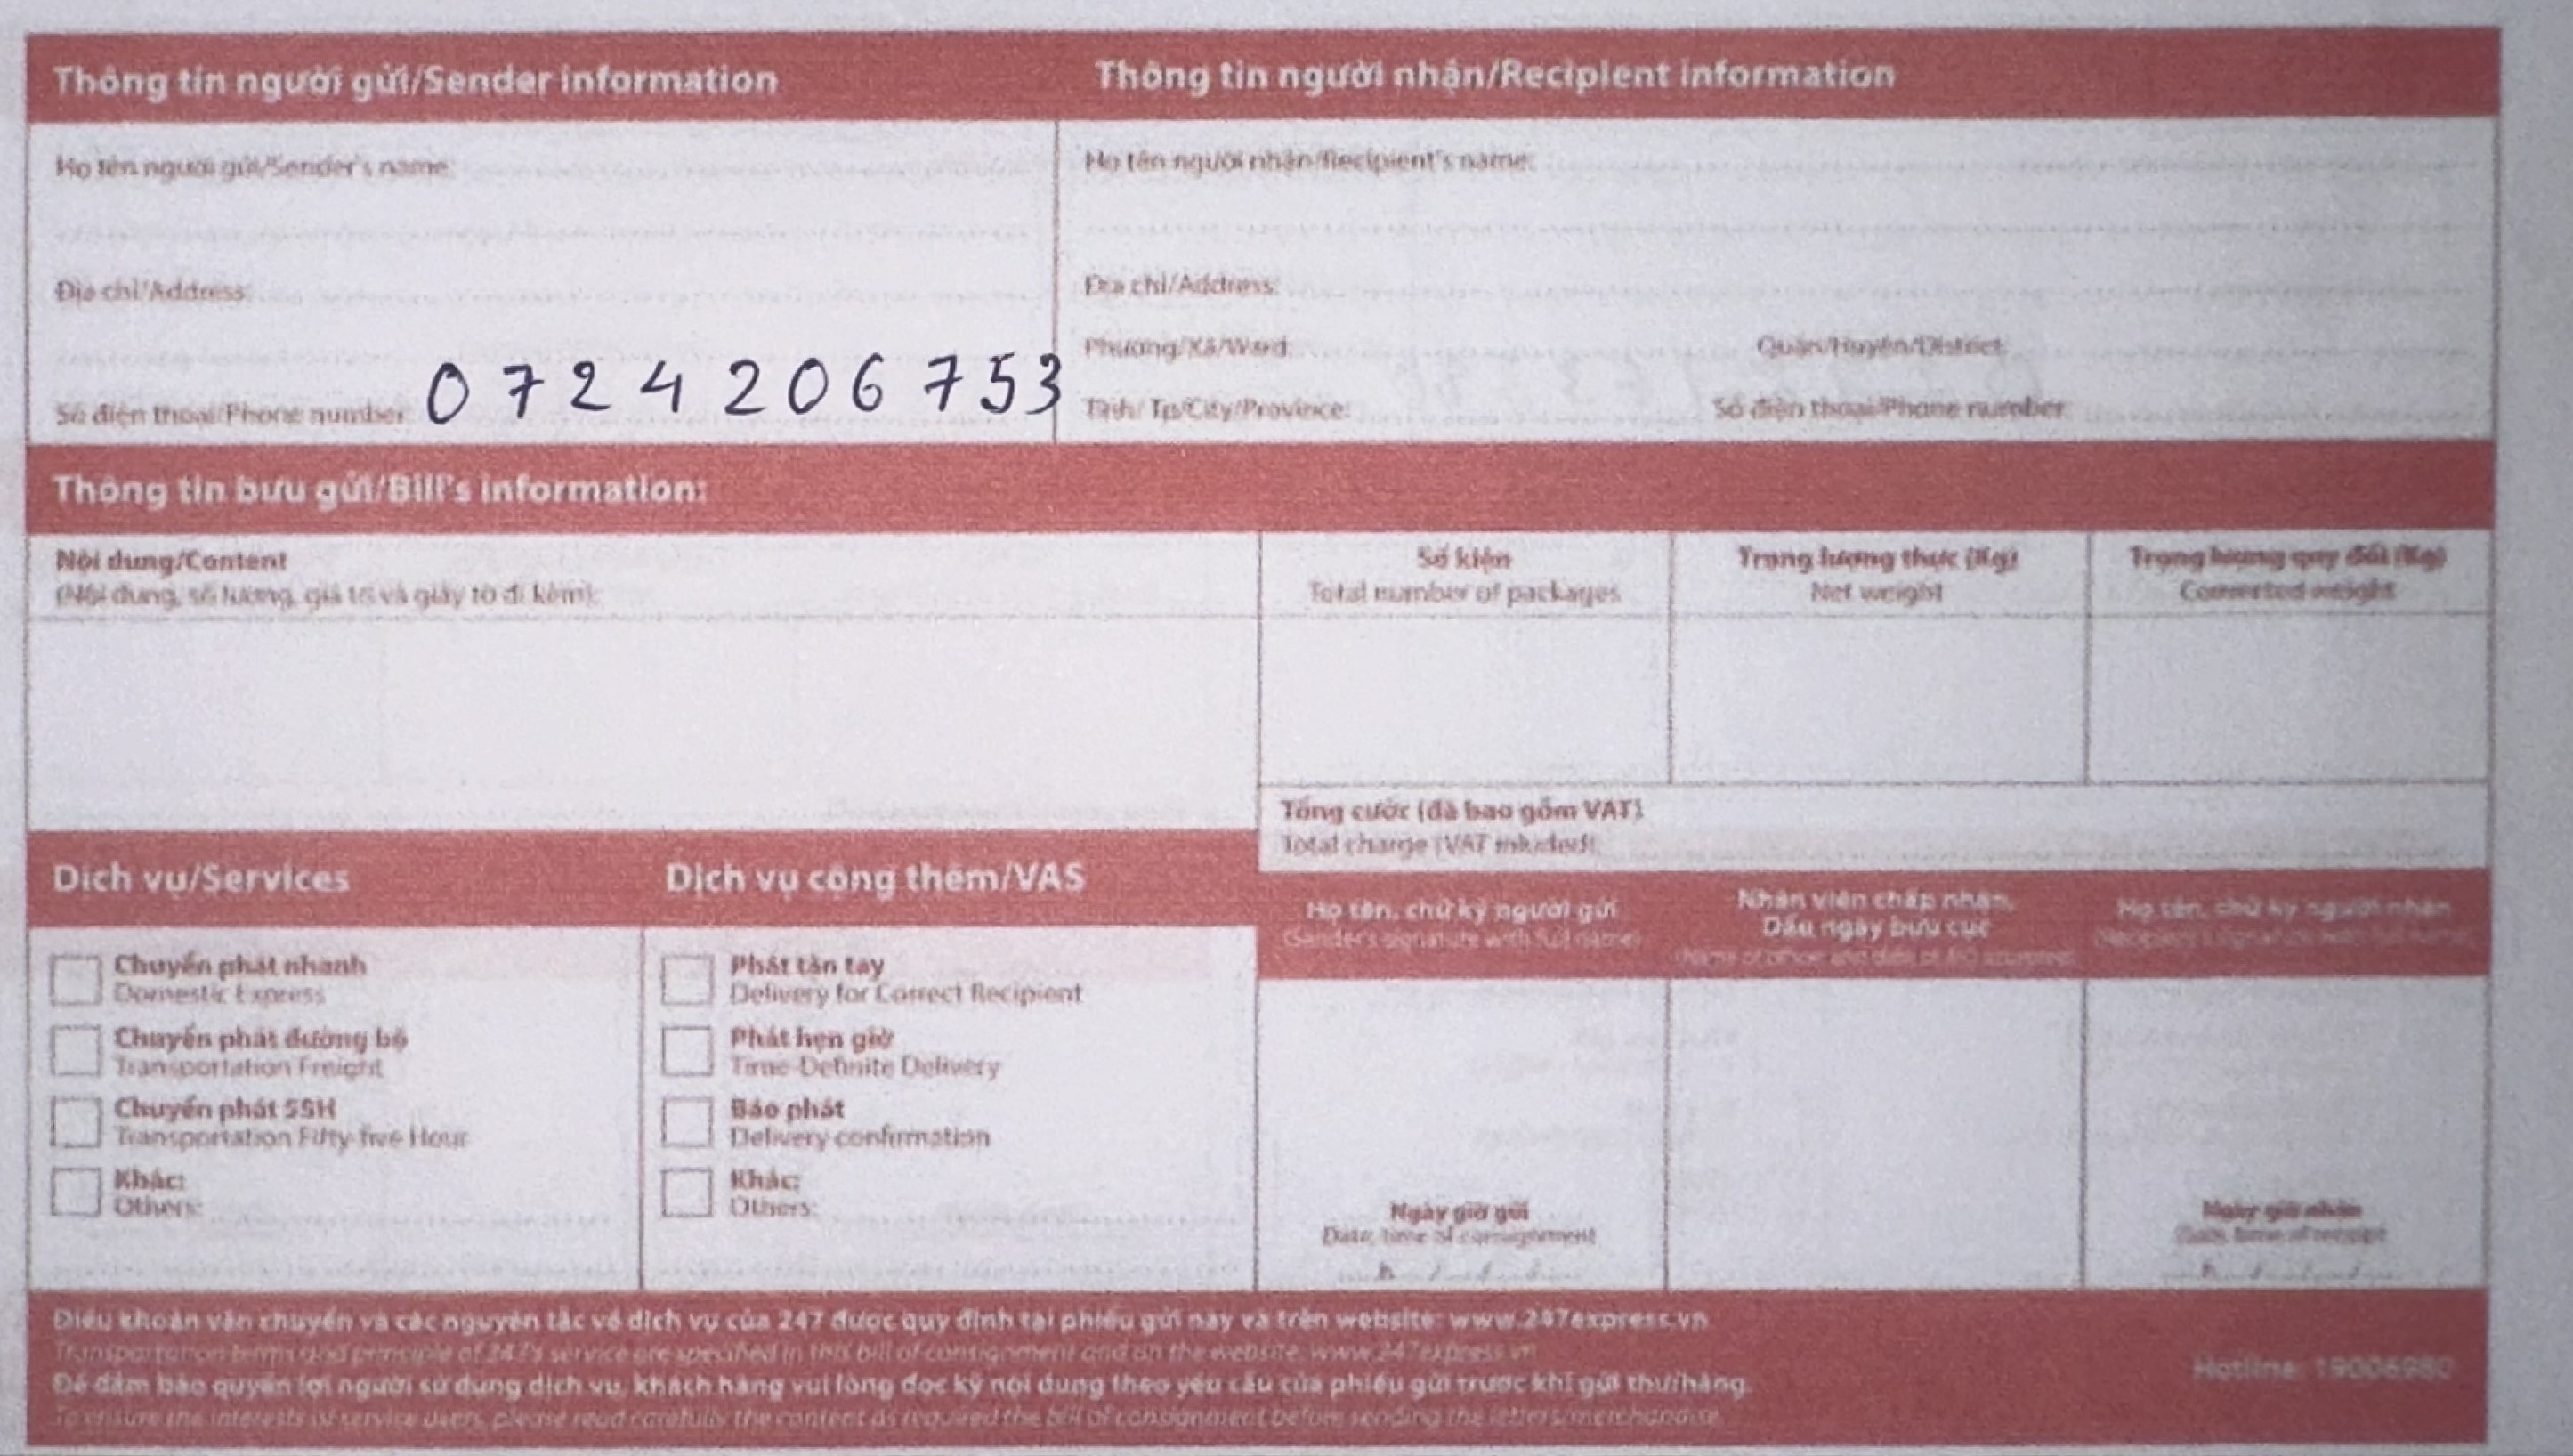 Thông tin người gửi/Sender information
Thông tin người nhận/Recipient information
Họ tên người gửi/Sender's name:
Địa chỉ/Address:
Số điện thoại/Phone number: 0724206753
Họ tên người nhận/Recipient's name:
Địa chỉ/Address:
Phường/Xã/Ward:
Quận/Huyện/District:
Tỉnh/ Tp/City/Province:
Số điện thoại/Phone number:
Thông tin bưu gửi/Bill's information:
Nội dung/Content
(Nội dung, số lượng, giá trị và giấy tờ đi kèm):
Số kiện
Total number of packages
Trọng lượng thực (Kg)
Net weight
Trọng lượng quy đổi (Kg)
Converted weight
Tổng cước (đã bao gồm VAT)
Total charge (VAT included):
Dịch vụ/Services
Chuyển phát nhanh
Domestic Express
Chuyển phát đường bộ
Transportation Freight
Chuyển phát 55H
Transportation Fifty-five Hour
Khác:
Others:
Dịch vụ cộng thêm/VAS
Phát tận tay
Delivery for Correct Recipient
Phát hẹn giờ
Time-Definite Delivery
Báo phát
Delivery confirmation
Khác:
Others:
Họ tên, chữ ký người gửi
(Sender's signature with full name)
Ngày giờ gửi
Date, time of consignment
Nhân viên chấp nhận,
Dấu ngày bưu cục
Họ tên, chữ ký người nhận
(Recipient's signature with full name)
Ngày giờ nhận
Date, time of receipt
Điều khoản vận chuyển và các nguyên tắc về dịch vụ của 247 được quy định tại phiếu gửi này và trên website: www.247express.vn
Transportation terms and principle of 247's service are specified in this bill of consignment and on the website: www.247express.vn
Để đảm bảo quyền lợi người sử dụng dịch vụ, khách hàng vui lòng đọc kỹ nội dung theo yêu cầu của phiếu gửi trước khi gửi thư/hàng.
To ensure the interests of service users, please read carefully the content as required the bill of consignment before sending the letters/merchandise.
Hotline: 19006980